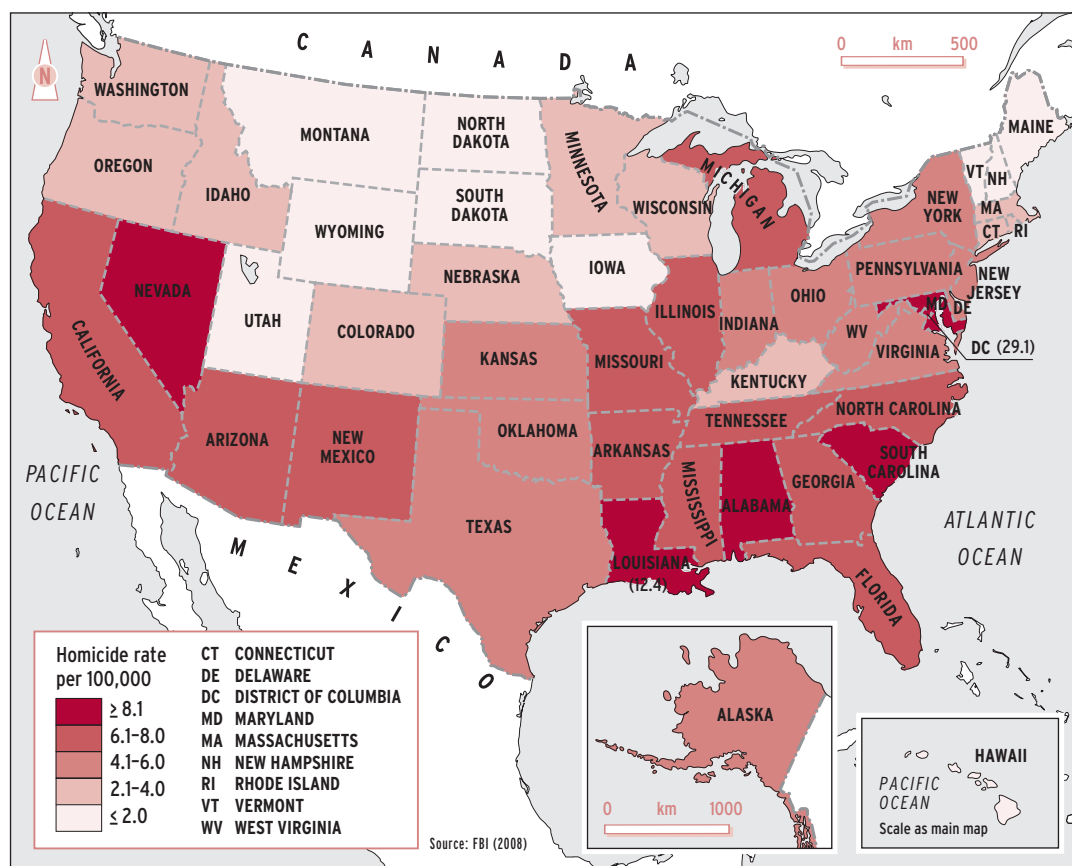 C A N A D A
0 km 500
N
WASHINGTON
MONTANA
NORTH
DAKOTA
MINNESOTA
MAINE
OREGON
IDAHO
SOUTH
DAKOTA
WISCONSIN
MICHIGAN
VT
NH
NEW
YORK
MA
CT
RI
WYOMING
IOWA
NEBRASKA
PENNSYLVANIA
NEW
JERSEY
NEVADA
UTAH
COLORADO
ILLINOIS
INDIANA
OHIO
MD
DE
WV
VIRGINIA
DC (29.1)
CALIFORNIA
KANSAS
MISSOURI
KENTUCKY
ARIZONA
NEW
MEXICO
OKLAHOMA
ARKANSAS
TENNESSEE
NORTH CAROLINA
SOUTH
CAROLINA
MISSISSIPPI
ALABAMA
GEORGIA
PACIFIC
OCEAN
TEXAS
LOUISIANA
(12.4)
FLORIDA
ATLANTIC
OCEAN
M E X I C O
Homicide rate
per 100,000
≥ 8.1
6.1–8.0
4.1–6.0
2.1–4.0
≤ 2.0
CT CONNECTICUT
DE DELAWARE
DC DISTRICT OF COLUMBIA
MD MARYLAND
MA MASSACHUSETTS
NH NEW HAMPSHIRE
RI RHODE ISLAND
VT VERMONT
WV WEST VIRGINIA
Source: FBI (2008)
ALASKA
0 km 1000
HAWAII
PACIFIC
OCEAN
Scale as main map